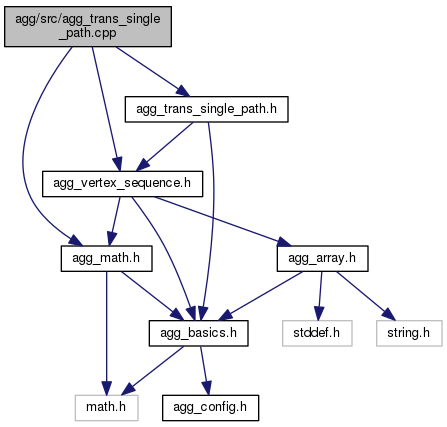 agg/src/agg_trans_single
_path.cpp
agg_trans_single_path.h
agg_vertex_sequence.h
agg_math.h
agg_array.h
agg_basics.h
stddef.h
string.h
math.h
agg_config.h